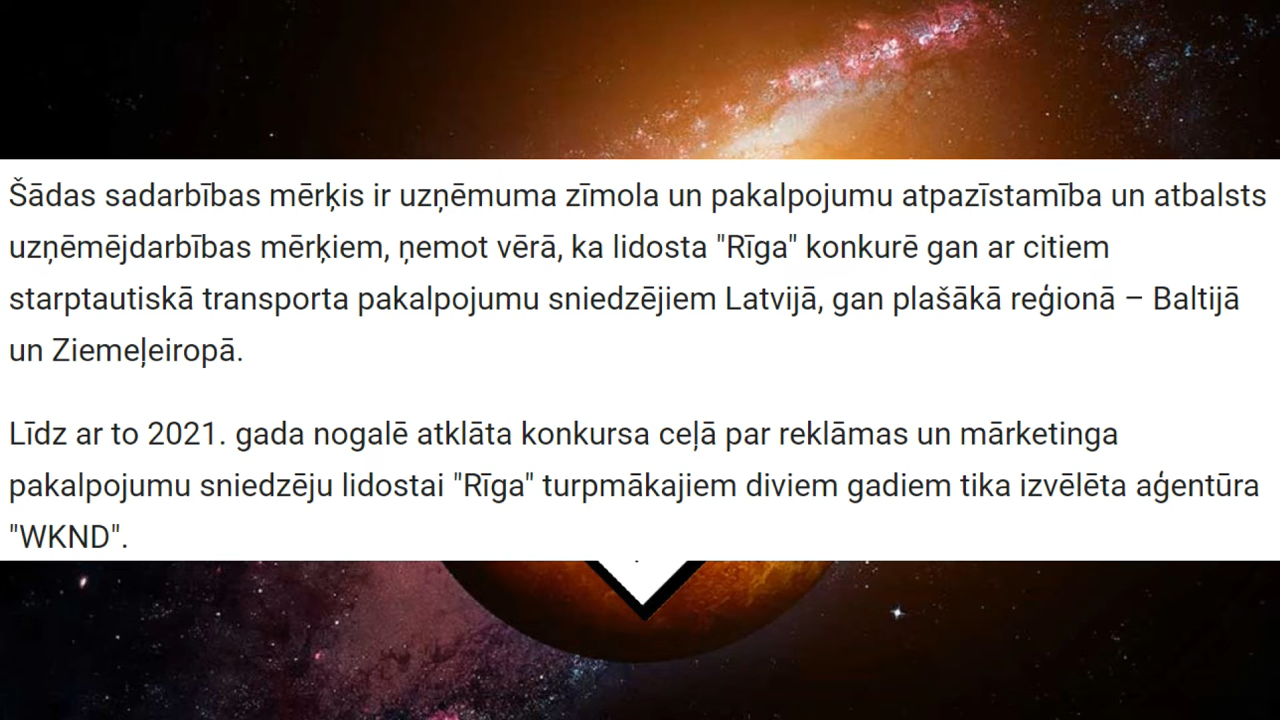 Šādas sadarbības mērķis ir uzņēmuma zīmola un pakalpojumu atpazīstamība un atbalsts
uzņēmējdarbības mērķiem, ņemot vērā, ka lidosta "Rīga" konkurē gan ar citiem
starptautiskā transporta pakalpojumu sniedzējiem Latvijā, gan plašākā reģionā – Baltijā
un Ziemeļeiropā.
Līdz ar to 2021. gada nogalē atklāta konkursa ceļā par reklāmas un mārketinga
pakalpojumu sniedzēju lidostai "Rīga" turpmākajiem diviem gadiem tika izvēlēta aģentūra
"WKND".